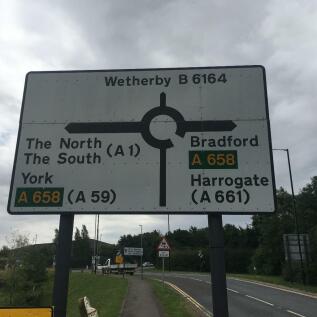 Wetherby B 6164
The North
The South (A 1)
York
A 658 (A 59)
Bradford
A 658
Harrogate
(A 661)